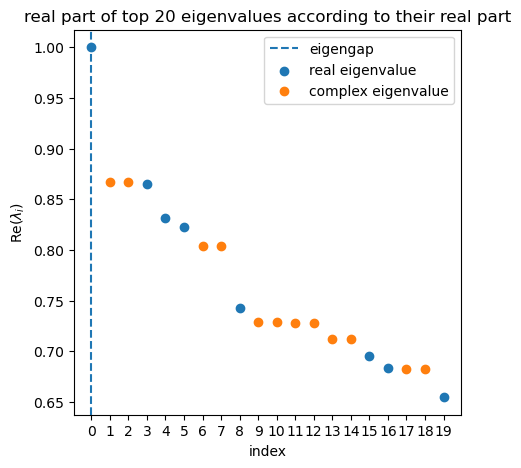 real part of top 20 eigenvalues according to their real part
eigengap
real eigenvalue
complex eigenvalue
1.00
0.95
0.90
0.85
0.80
0.75
0.70
0.65
Re(λᵢ)
0 1 2 3 4 5 6 7 8 9 10 11 12 13 14 15 16 17 18 19
index